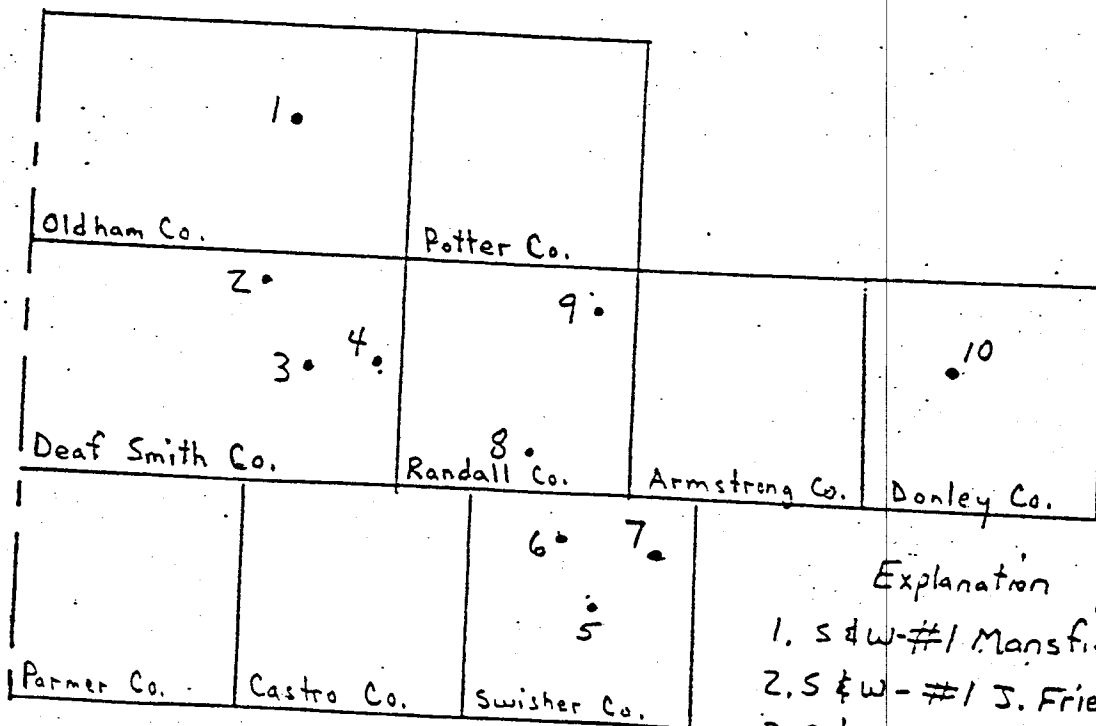 1
Oldham Co.
Potter Co.
2
9
3
4
10
Deaf Smith Co.
8
Randall Co.
Armstrong Co.
Donley Co.
6
7
5
Parmer Co.
Castro Co.
Swisher Co.
Explanation
1. S & W-#1
2. S & W - #1 J.